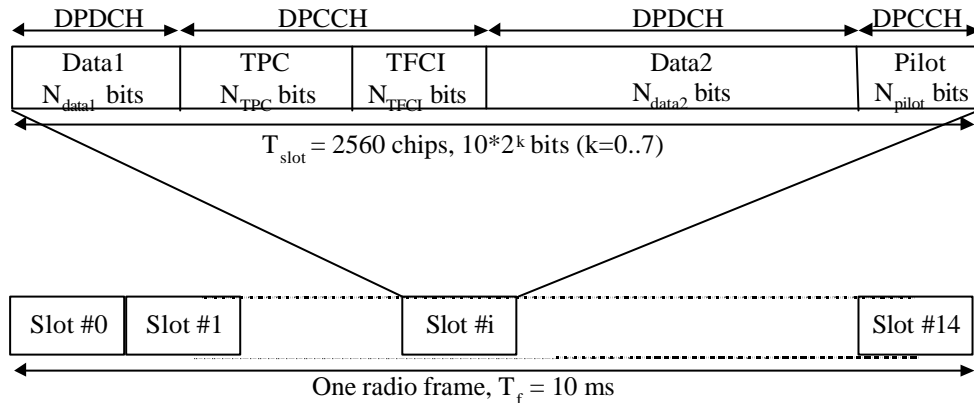 DPDCH DPCCH DPDCH DPCCH
Data1 TPC TFCI Data2 Pilot
N_data1 bits N_TPC bits N_TFCI bits N_data2 bits N_pilot bits
T_slot = 2560 chips, 10*2^k bits (k=0..7)
Slot #0 Slot #1 Slot #i Slot #14
One radio frame, T_f = 10 ms